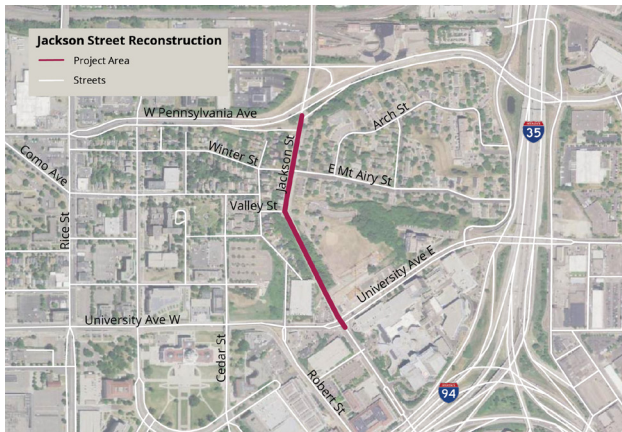 Jackson Street Reconstruction
Project Area
Streets
W Pennsylvania Ave
Arch St
35
Como Ave
Winter St
Jackson St
E Mt Airy St
Valley St
Rice St
University Ave E
University Ave W
Cedar St
Robert St
94